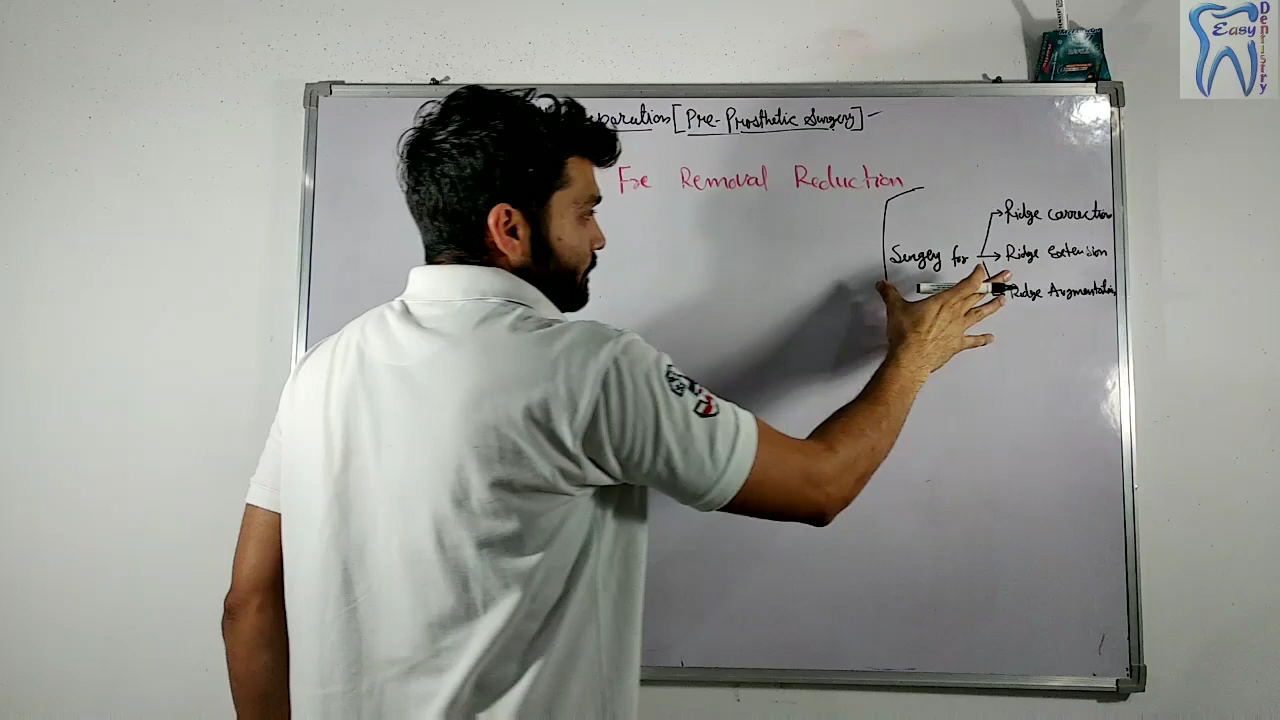 [Pre-Prosthetic Surgery] -
For Removal Reduction
Ridge correction
Surgery for → Ridge Extension
Ridge Augmentation
Easy
Dentistry